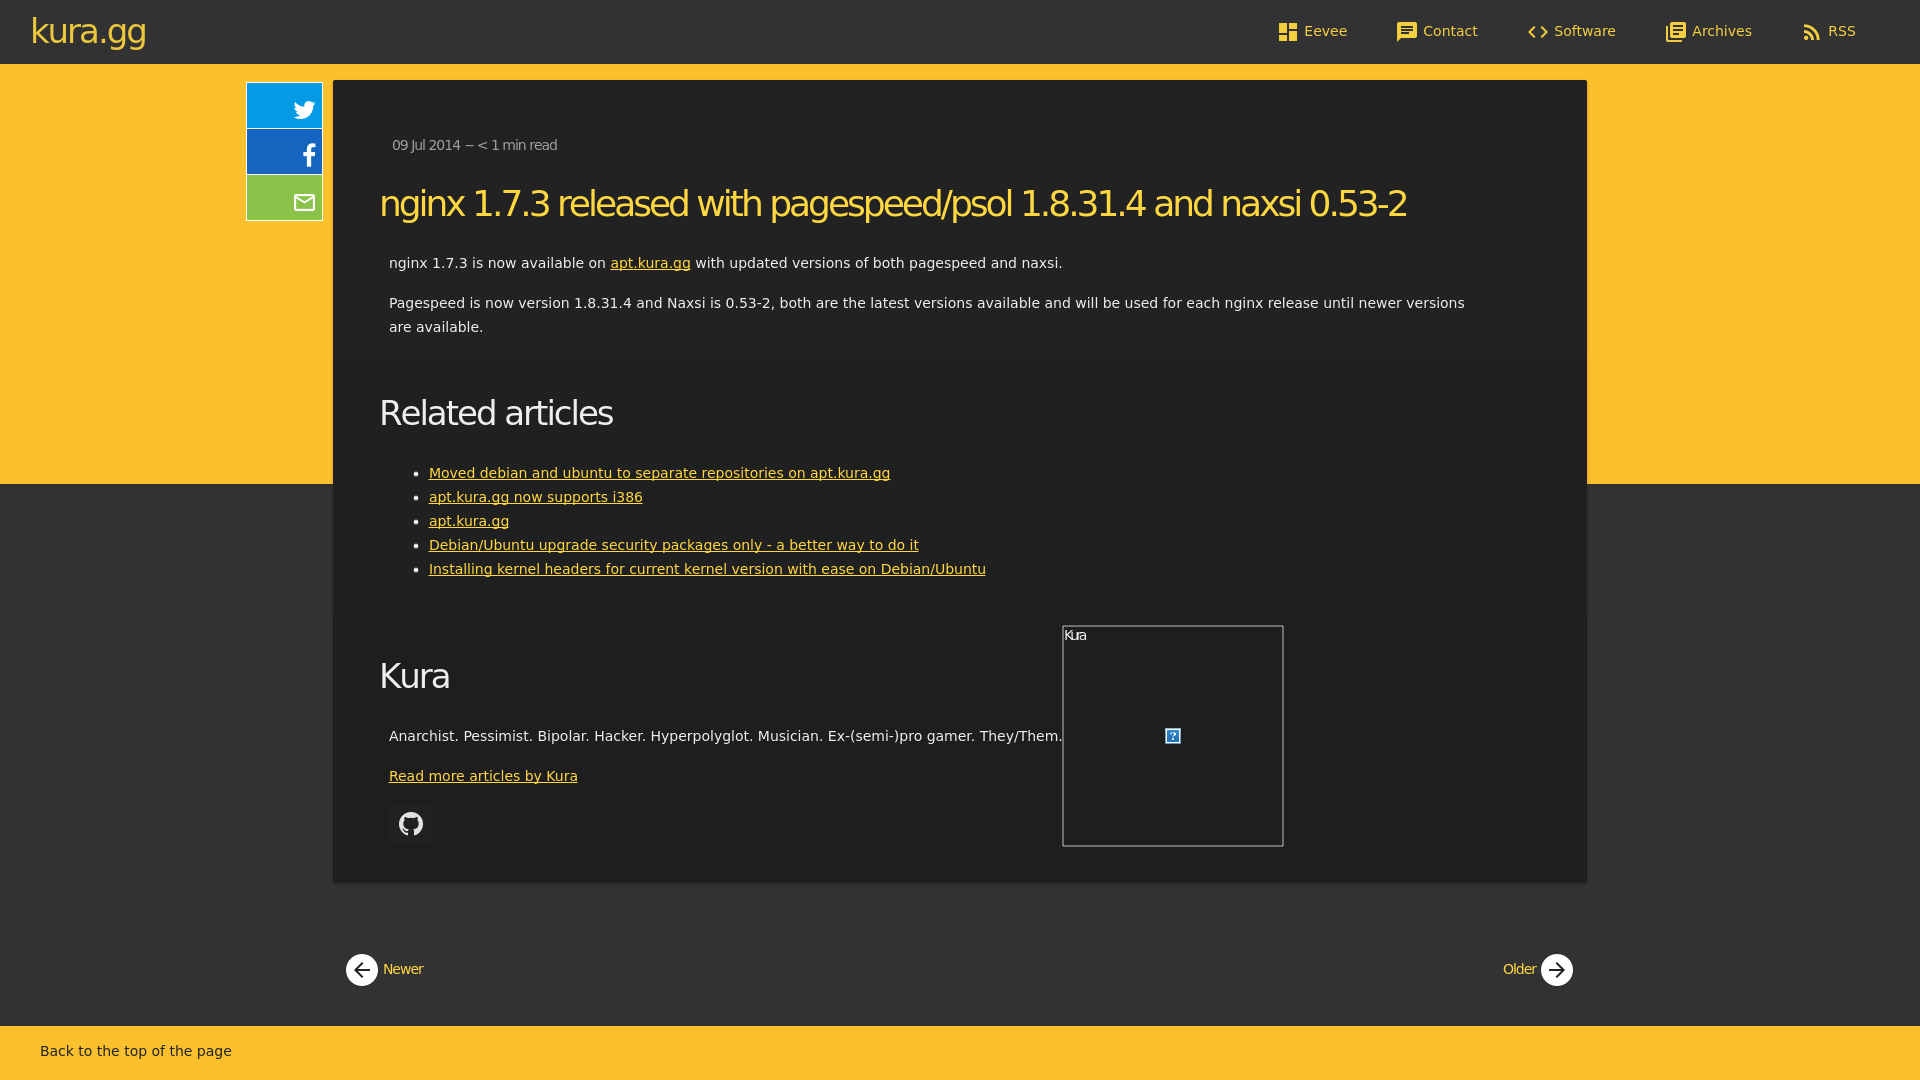 kura.gg
Eevee
Contact
Software
Archives
RSS
09 Jul 2014 -- < 1 min read
nginx 1.7.3 released with pagespeed/psol 1.8.31.4 and naxsi 0.53-2
nginx 1.7.3 is now available on apt.kura.gg with updated versions of both pagespeed and naxsi.
Pagespeed is now version 1.8.31.4 and Naxsi is 0.53-2, both are the latest versions available and will be used for each nginx release until newer versions
are available.
Related articles
Moved debian and ubuntu to separate repositories on apt.kura.gg
apt.kura.gg now supports i386
apt.kura.gg
Debian/Ubuntu upgrade security packages only - a better way to do it
Installing kernel headers for current kernel version with ease on Debian/Ubuntu
Kura
Kura
Anarchist. Pessimist. Bipolar. Hacker. Hyperpolyglot. Musician. Ex-(semi-)pro gamer. They/Them.
Read more articles by Kura
Newer
Older
Back to the top of the page